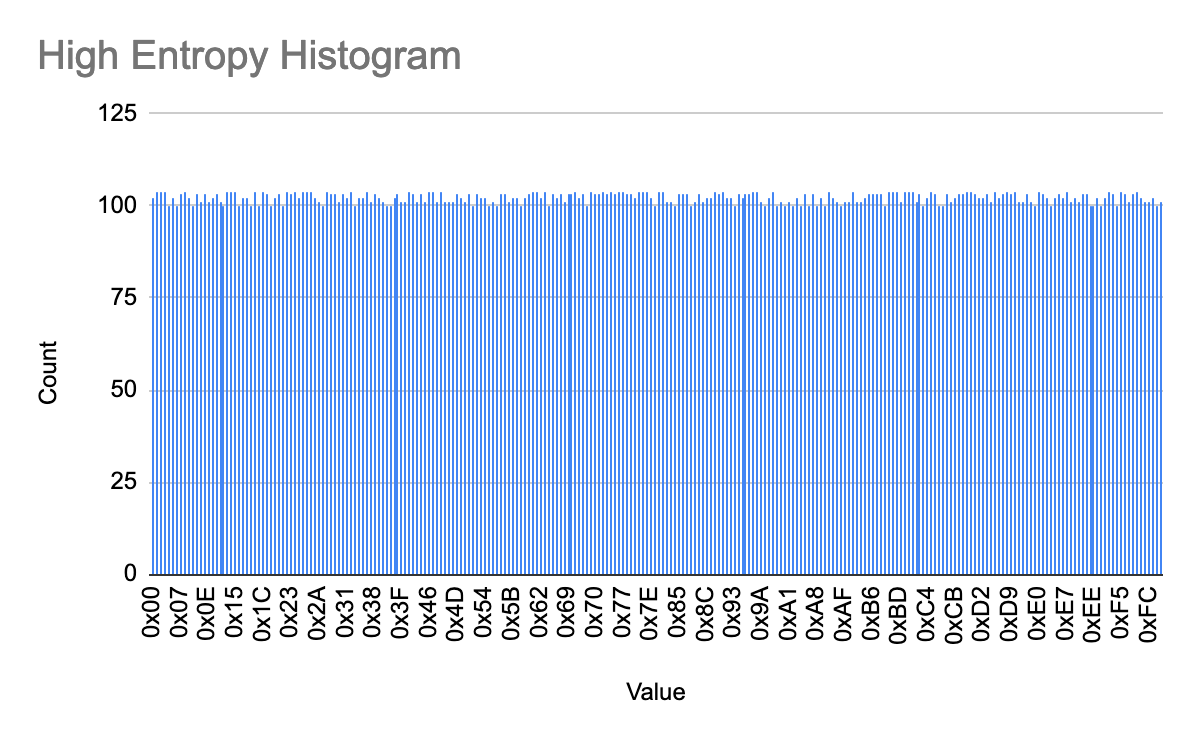 High Entropy Histogram
125
100
75
50
25
0
Count
0x00 0x07 0x0E 0x15 0x1C 0x23 0x2A 0x31 0x38 0x3F 0x46 0x4D 0x54 0x5B 0x62 0x69 0x70 0x77 0x7E 0x85 0x8C 0x93 0x9A 0xA1 0xA8 0xAF 0xB6 0xBD 0xC4 0xCB 0xD2 0xD9 0xE0 0xE7 0xEE 0xF5 0xFC
Value